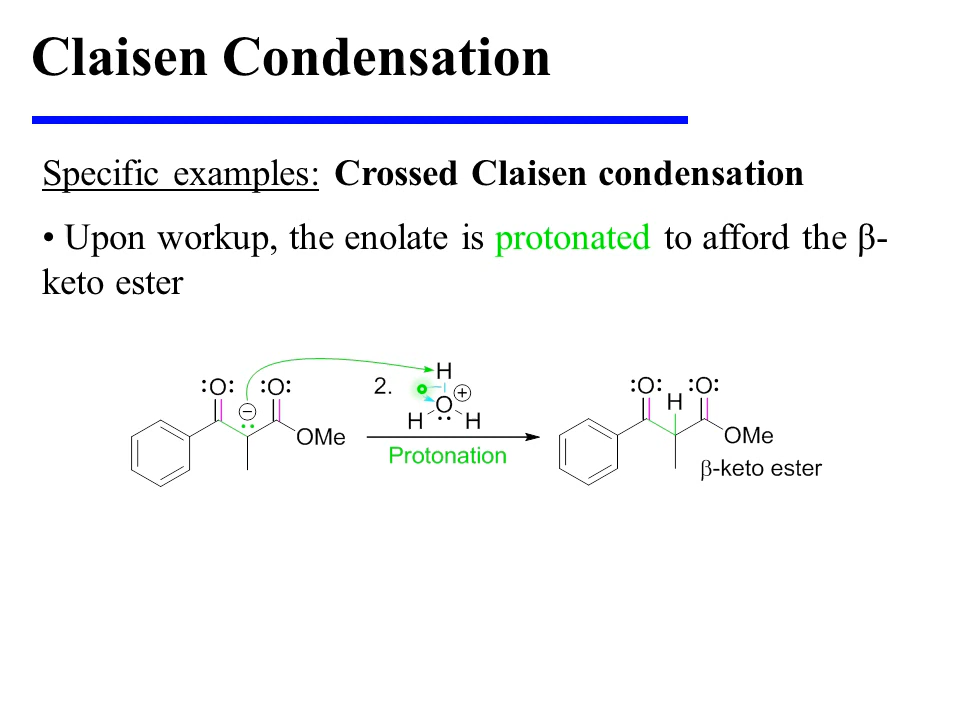 Claisen Condensation
Specific examples: Crossed Claisen condensation
• Upon workup, the enolate is protonated to afford the β-
keto ester
O O − OMe
2. H O + H H
Protonation
O H O OMe
β-keto ester